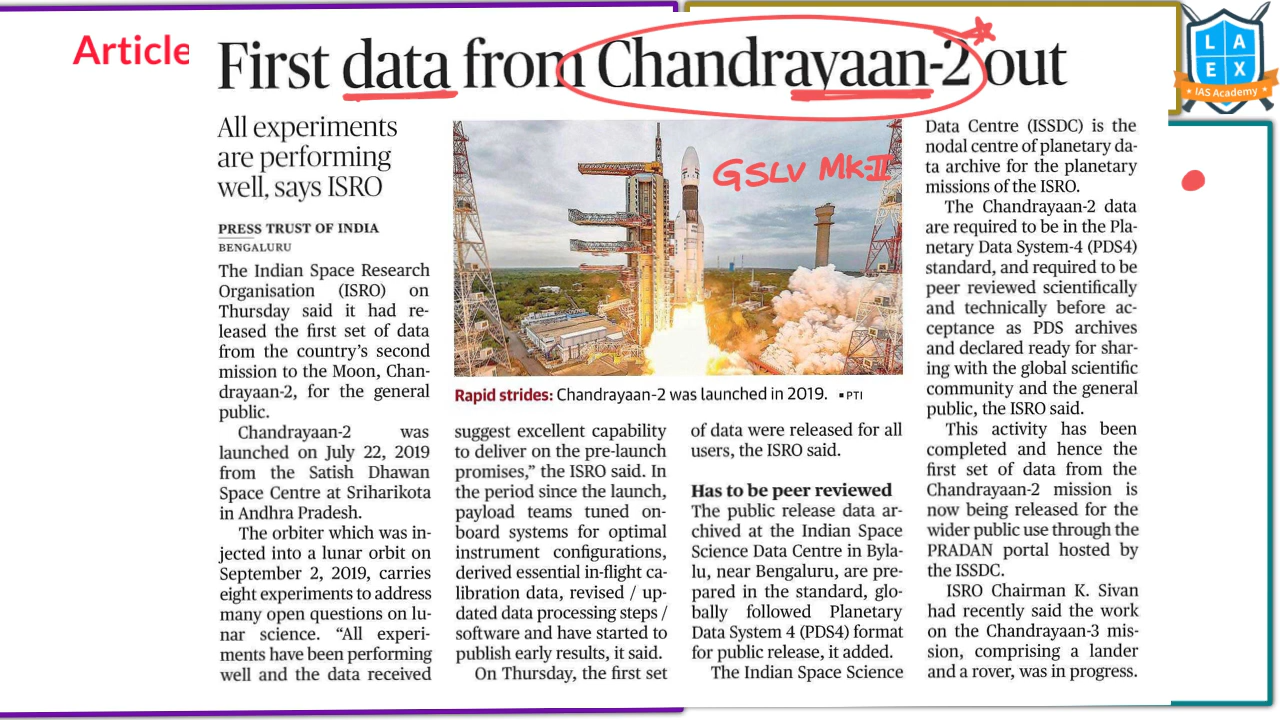 Article
First data from Chandrayaan-2 out
L A
E X
IAS Academy
All experiments
are performing
well, says ISRO
PRESS TRUST OF INDIA
BENGALURU
The Indian Space Research
Organisation (ISRO) on
Thursday said it had re-
leased the first set of data
from the country's second
mission to the Moon, Chan-
drayaan-2, for the general
public.
Chandrayaan-2 was
launched on July 22, 2019
from the Satish Dhawan
Space Centre at Sriharikota
in Andhra Pradesh.
The orbiter which was in-
jected into a lunar orbit on
September 2, 2019, carries
eight experiments to address
many open questions on lu-
nar science. “All experi-
ments have been performing
well and the data received
GSLV MK-II
Rapid strides: Chandrayaan-2 was launched in 2019. ▪PTI
suggest excellent capability
to deliver on the pre-launch
promises,” the ISRO said. In
the period since the launch,
payload teams tuned on-
board systems for optimal
instrument configurations,
derived essential in-flight ca-
libration data, revised / up-
dated data processing steps /
software and have started to
publish early results, it said.
On Thursday, the first set
of data were released for all
users, the ISRO said.
Has to be peer reviewed
The public release data ar-
chived at the Indian Space
Science Data Centre in Byla-
lu, near Bengaluru, are pre-
pared in the standard, glo-
bally followed Planetary
Data System 4 (PDS4) format
for public release, it added.
The Indian Space Science
Data Centre (ISSDC) is the
nodal centre of planetary da-
ta archive for the planetary
missions of the ISRO.
The Chandrayaan-2 data
are required to be in the Pla-
netary Data System-4 (PDS4)
standard, and required to be
peer reviewed scientifically
and technically before ac-
ceptance as PDS archives
and declared ready for shar-
ing with the global scientific
community and the general
public, the ISRO said.
This activity has been
completed and hence the
first set of data from the
Chandrayaan-2 mission is
now being released for the
wider public use through the
PRADAN portal hosted by
the ISSDC.
ISRO Chairman K. Sivan
had recently said the work
on the Chandrayaan-3 mis-
sion, comprising a lander
and a rover, was in progress.